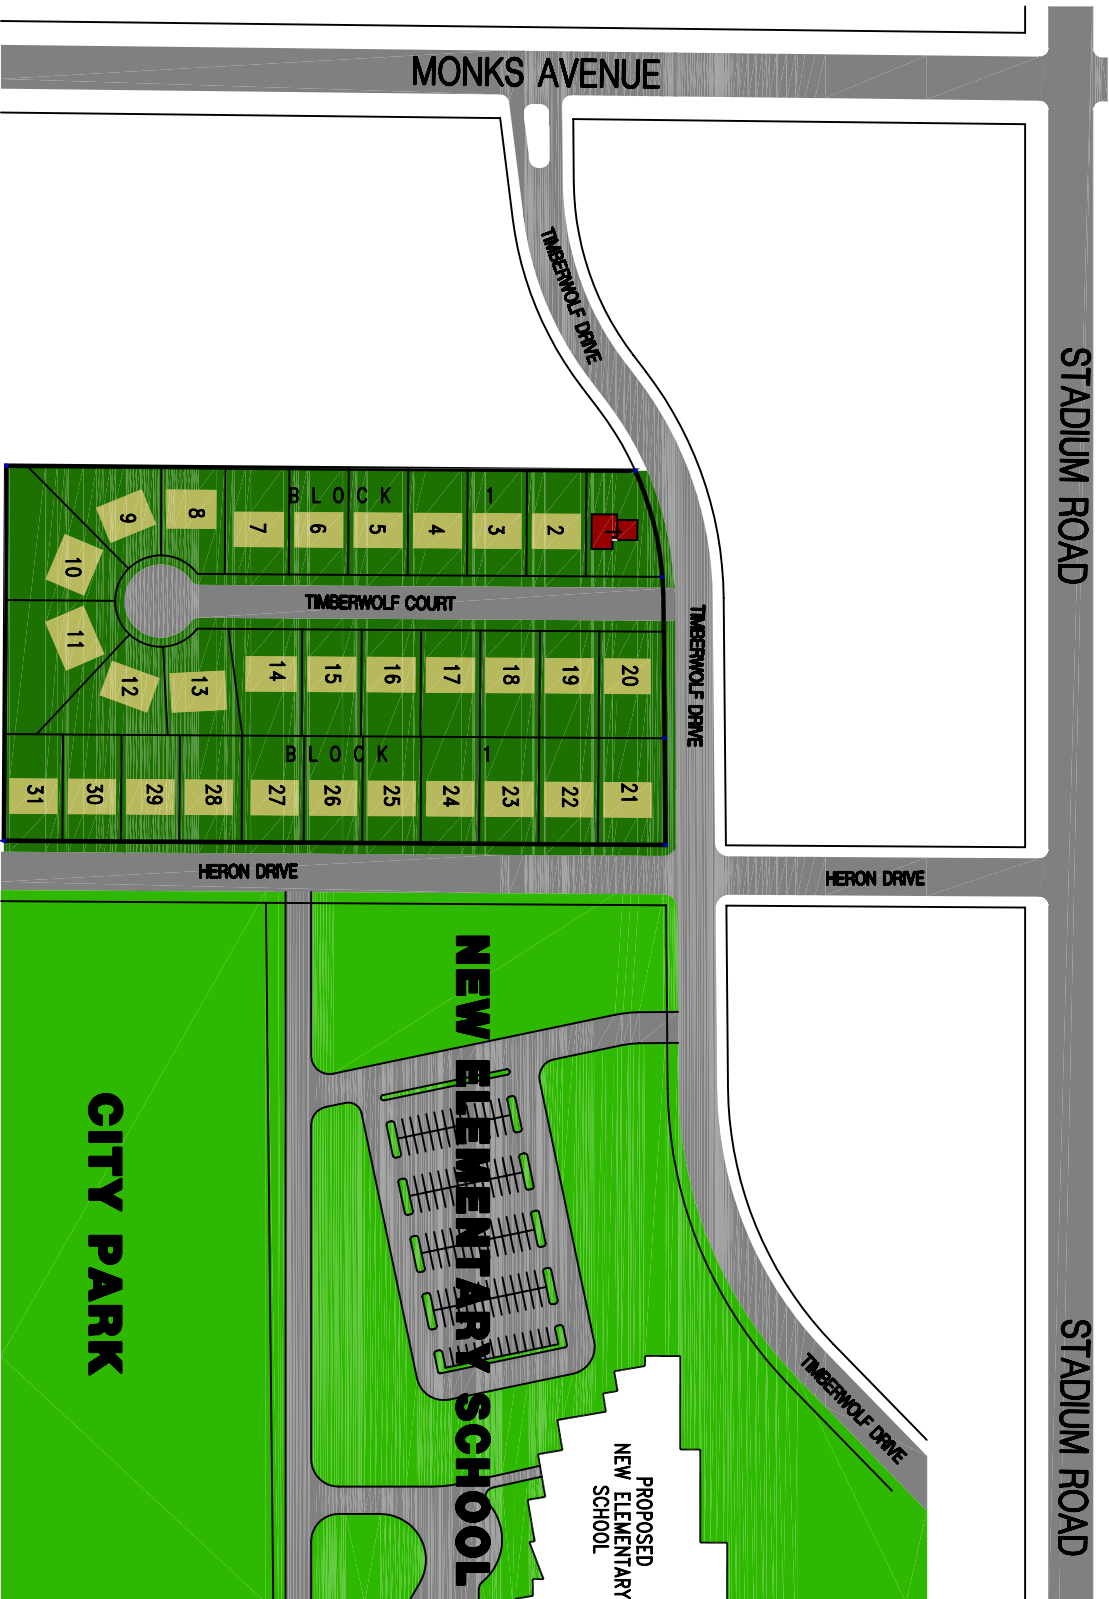 MONKS AVENUE
STADIUM ROAD
TIMBERWOLF DRIVE
BLOCK 1
9
8
7
6
5
4
3
2
1
10
TIMBERWOLF COURT
TIMBERWOLF DRIVE
11
12
13
14
15
16
17
18
19
20
BLOCK 1
31
30
29
28
27
26
25
24
23
22
21
HERON DRIVE
HERON DRIVE
NEW ELEMENTARY SCHOOL
CITY PARK
TIMBERWOLF DRIVE
STADIUM ROAD
PROPOSED
NEW ELEMENTARY
SCHOOL